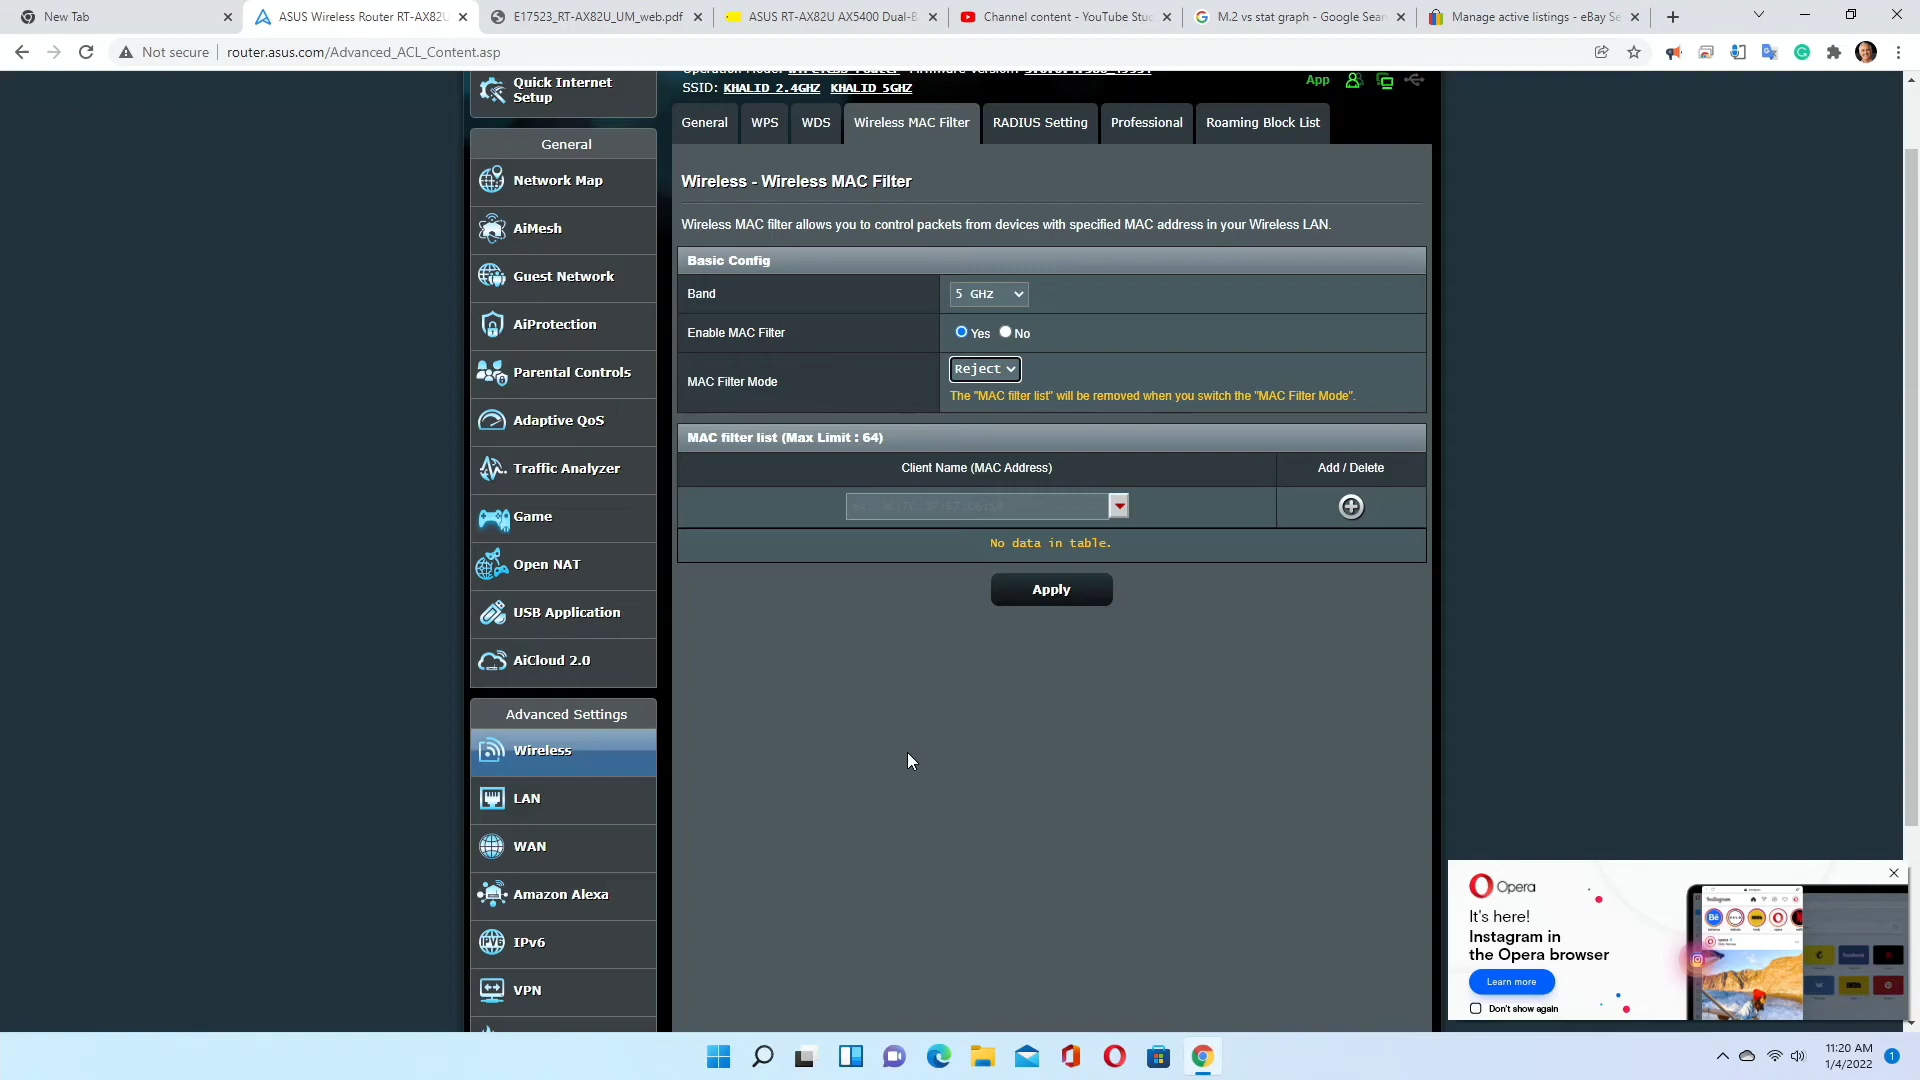 New Tab
ASUS Wireless Router RT-AX82U
E17523_RT-AX82U_UM_web.pdf
ASUS RT-AX82U AX5400 Dual-B
Channel content - YouTube Stu
M.2 vs stat graph - Google Sear
Manage active listings - eBay Se
Not secure
router.asus.com/Advanced_ACL_Content.asp
SSID: KHALID 2.4GHZ KHALID 5GHZ
App
Quick Internet
Setup
General
WPS
WDS
Wireless MAC Filter
RADIUS Setting
Professional
Roaming Block List
General
Network Map
AiMesh
Guest Network
AiProtection
Parental Controls
Adaptive QoS
Traffic Analyzer
Game
Open NAT
USB Application
AiCloud 2.0
Advanced Settings
Wireless
LAN
WAN
Amazon Alexa
IPv6
VPN
Wireless - Wireless MAC Filter
Wireless MAC filter allows you to control packets from devices with specified MAC address in your Wireless LAN.
Basic Config
Band
5 GHz
Enable MAC Filter
Yes No
MAC Filter Mode
Reject
The "MAC filter list" will be removed when you switch the "MAC Filter Mode".
MAC filter list (Max Limit : 64)
Client Name (MAC Address)
Add / Delete
No data in table.
Apply
Opera
It's here!
Instagram in
the Opera browser
Learn more
Don't show again
11:20 AM
1/4/2022
1